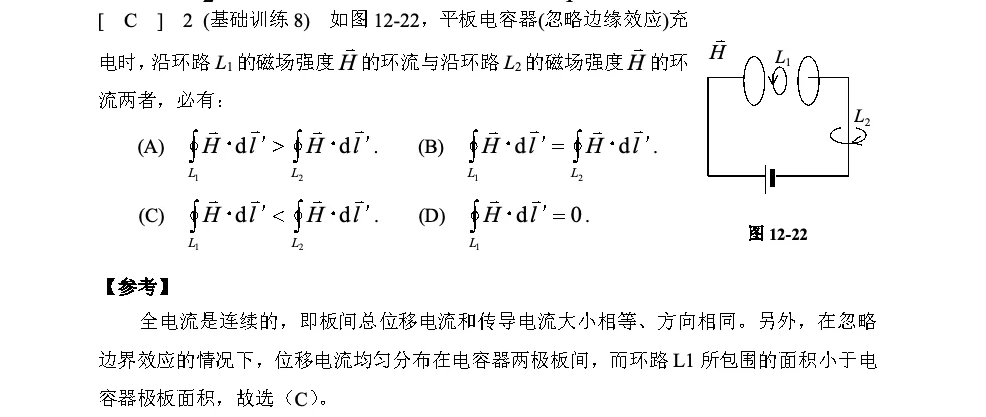 [ C ] 2 (基础训练 8) 如图 12-22，平板电容器(忽略边缘效应)充
电时，沿环路 L₁ 的磁场强度 H⃗ 的环流与沿环路 L₂ 的磁场强度 H⃗ 的环
流两者，必有：
(A) ∮_{L₁} H⃗·dl⃗' > ∮_{L₂} H⃗·dl⃗'. (B) ∮_{L₁} H⃗·dl⃗' = ∮_{L₂} H⃗·dl⃗'.
(C) ∮_{L₁} H⃗·dl⃗' < ∮_{L₂} H⃗·dl⃗'. (D) ∮_{L₁} H⃗·dl⃗' = 0.
H⃗
L₁
L₂
图 12-22
【参考】
全电流是连续的，即板间总位移电流和传导电流大小相等、方向相同。另外，在忽略
边界效应的情况下，位移电流均匀分布在电容器两极板间，而环路 L1 所包围的面积小于电
容器极板面积，故选（C）。